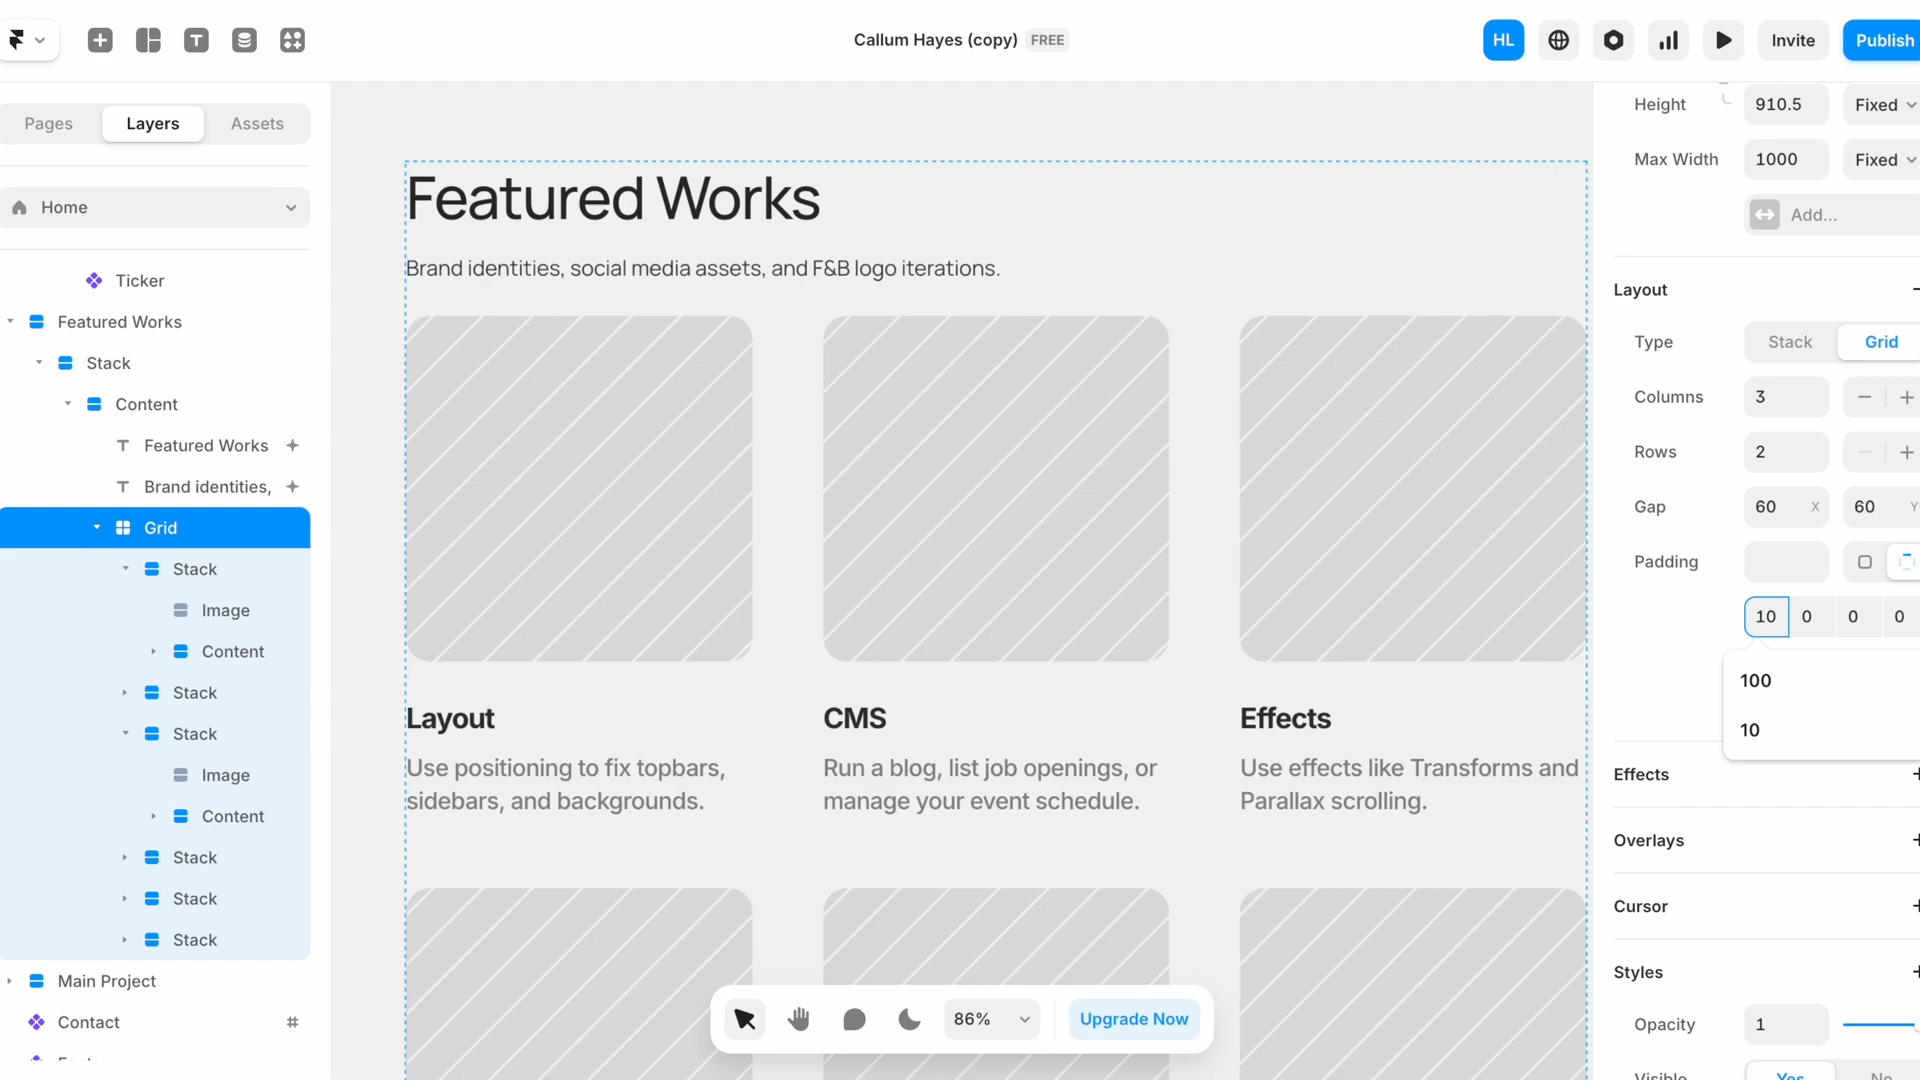 Callum Hayes (copy) FREE
HL
Invite
Publish
Pages
Layers
Assets
Home
Ticker
Featured Works
Stack
Content
Featured Works
Brand identities,
Grid
Stack
Image
Content
Stack
Stack
Image
Content
Stack
Stack
Stack
Main Project
Contact
Featured Works
Brand identities, social media assets, and F&B logo iterations.
Layout
Use positioning to fix topbars,
sidebars, and backgrounds.
CMS
Run a blog, list job openings, or
manage your event schedule.
Effects
Use effects like Transforms and
Parallax scrolling.
86%
Upgrade Now
Height 910.5 Fixed
Max Width 1000 Fixed
Add...
Layout
Type Stack Grid
Columns 3
Rows 2
Gap 60 X 60 Y
Padding
10 0 0 0
100
10
Effects
Overlays
Cursor
Styles
Opacity 1
Visible Yes No